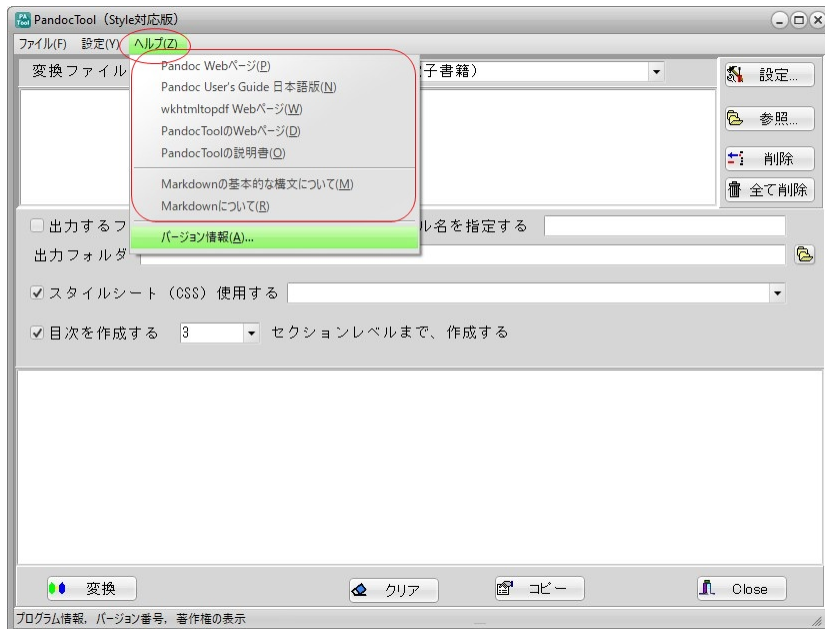 PandocTool（Style対応版）
ファイル(F) 設定(Y) ヘルプ(Z)
変換ファイル
子書籍）
設定...
Pandoc Webページ(P)
Pandoc User's Guide 日本語版(N)
wkhtmltopdf Webページ(W)
PandocToolのWebページ(D)
PandocToolの説明書(O)
Markdownの基本的な構文について(M)
Markdownについて(R)
バージョン情報(A)...
参照...
削除
全て削除
出力するフ
ル名を指定する
出力フォルダ
スタイルシート（CSS）使用する
目次を作成する 3 セクションレベルまで、作成する
変換 クリア コピー Close
プログラム情報，バージョン番号，著作権の表示